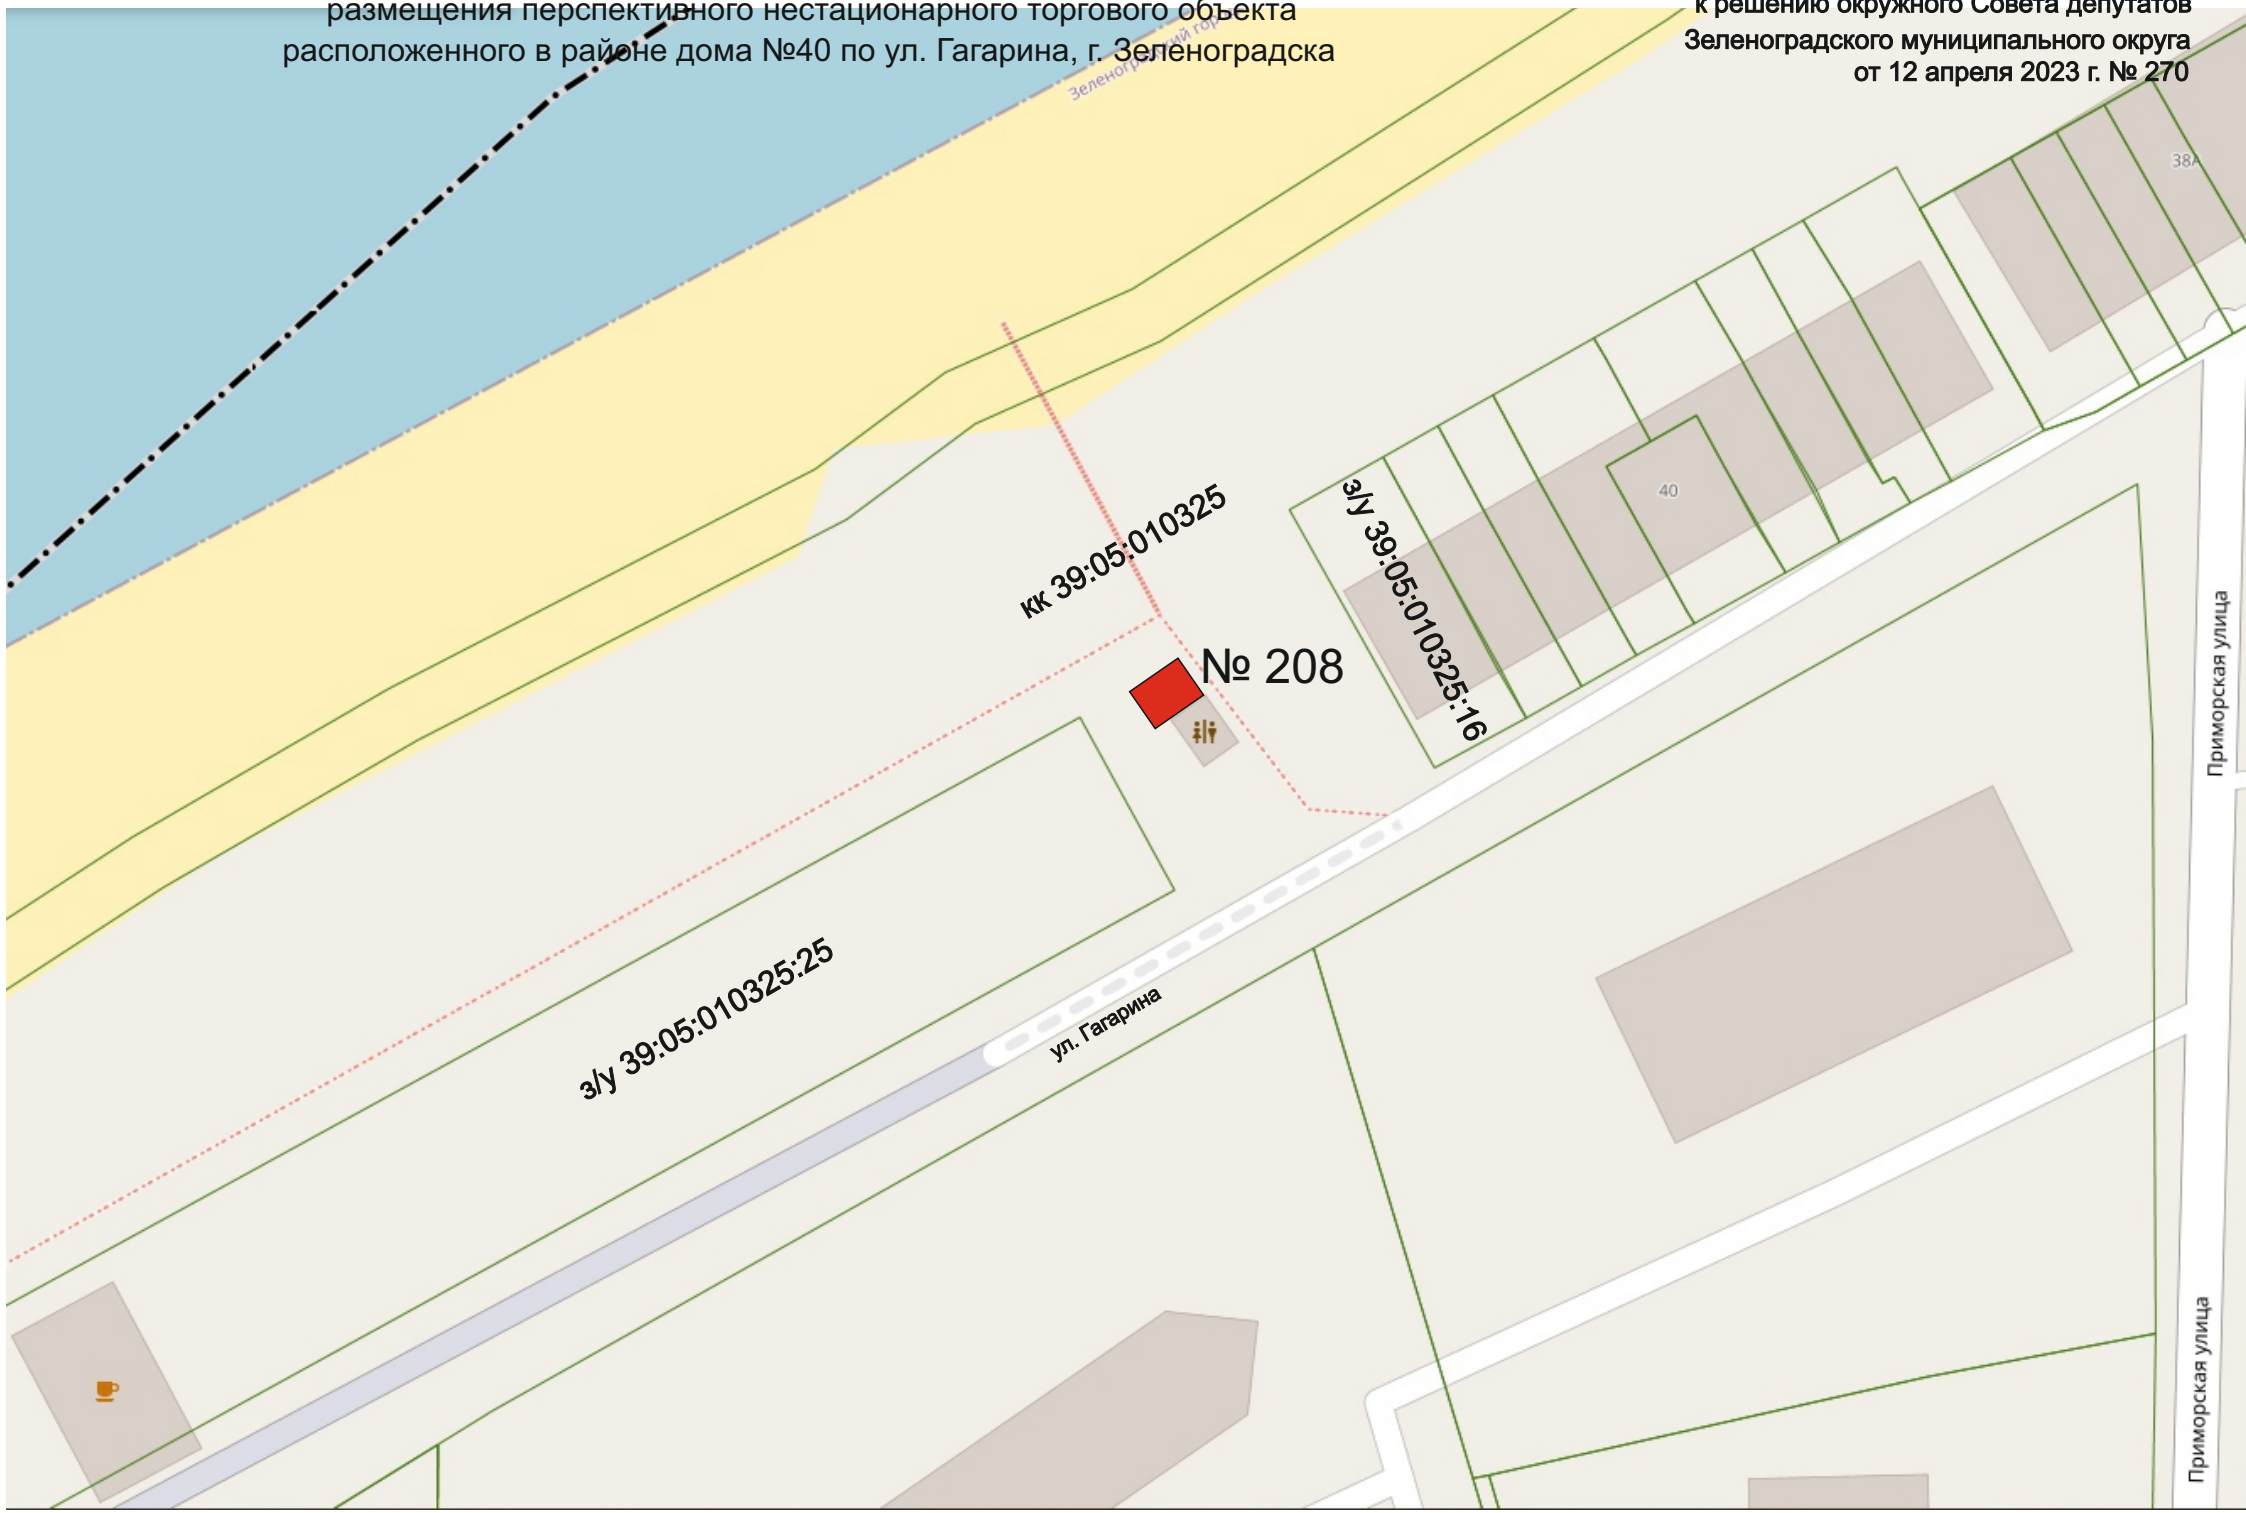 размещения перспективного нестационарного торгового объекта
расположенного в районе дома №40 по ул. Гагарина, г. Зеленоградска
к решению окружного Совета депутатов
Зеленоградского муниципального округа
от 12 апреля 2023 г. № 270
38А
40
кк 39:05:010325
з/у 39:05:010325:16
№ 208
Приморская улица
з/у 39:05:010325:25
ул. Гагарина
Приморская улица